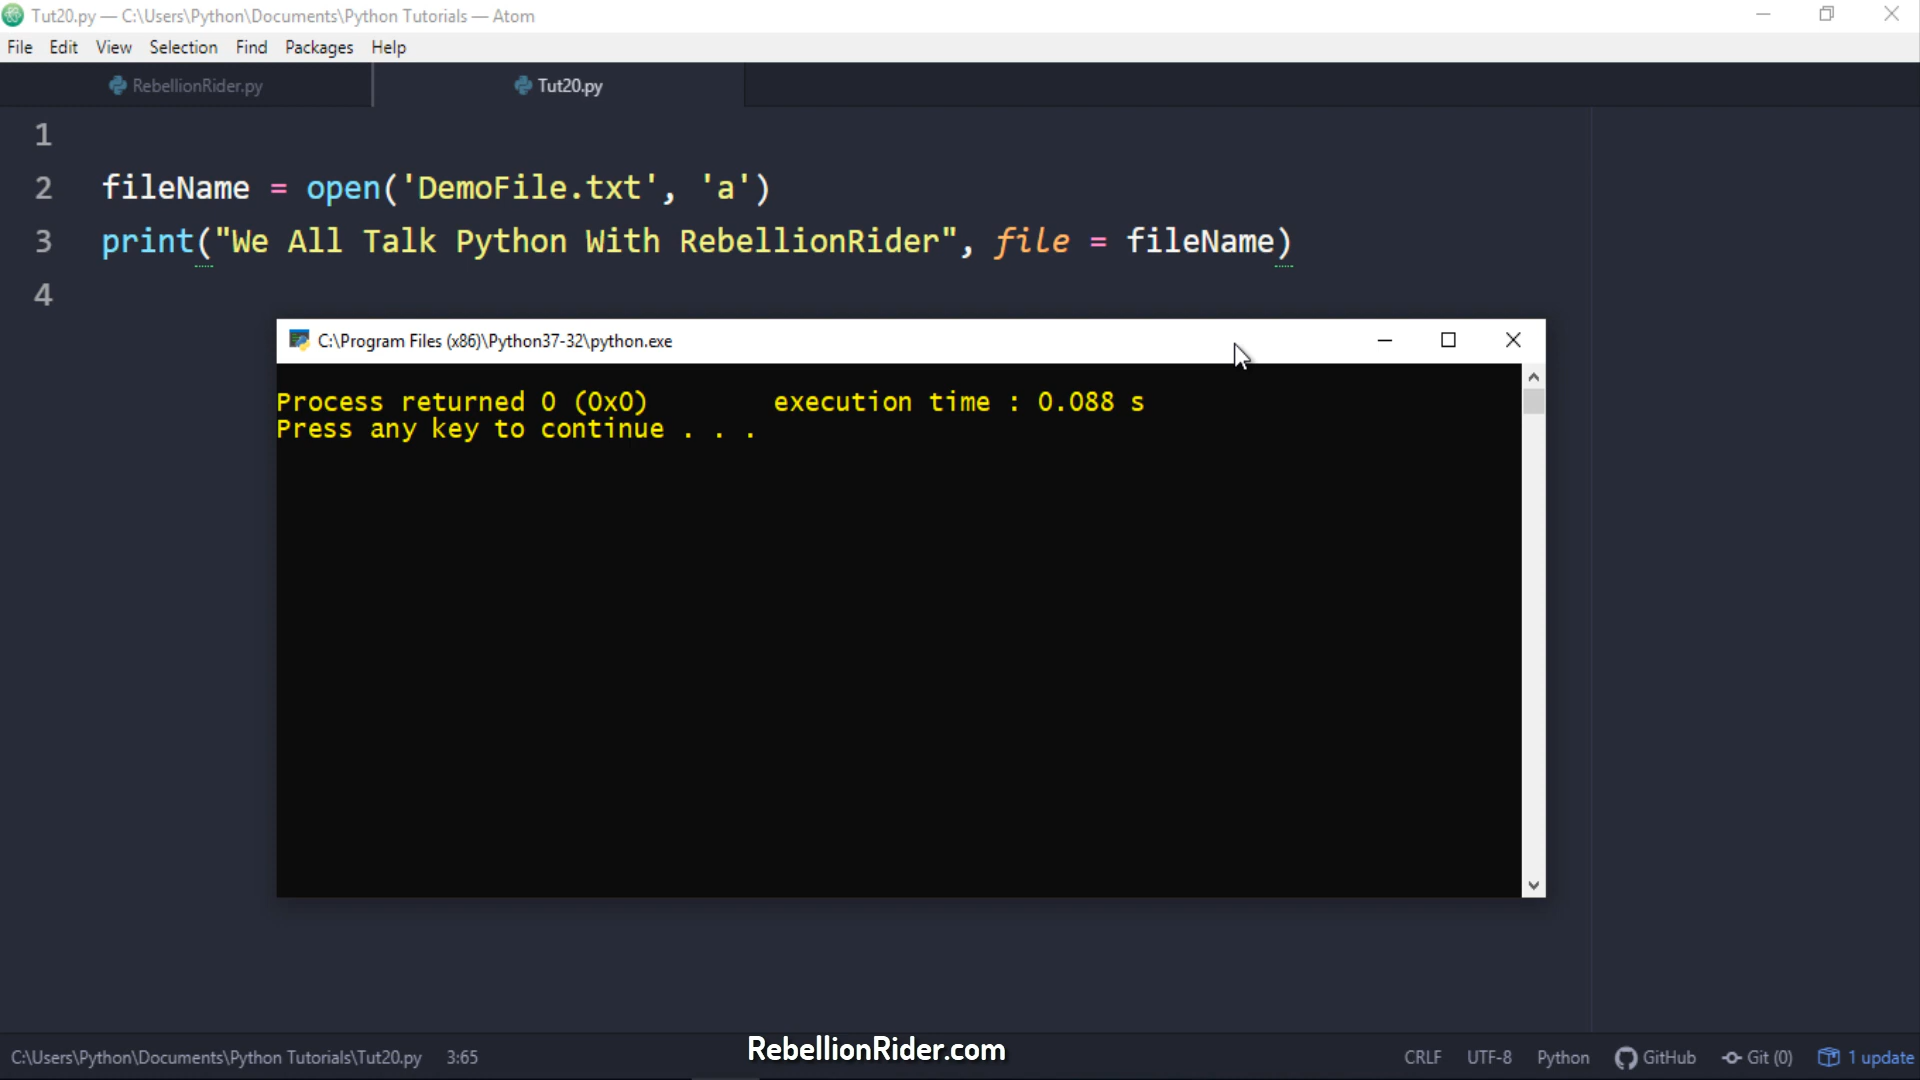 Tut20.py — C:\Users\Python\Documents\Python Tutorials — Atom
File Edit View Selection Find Packages Help
RebellionRider.py Tut20.py
1
2 fileName = open('DemoFile.txt', 'a')
3 print("We All Talk Python With RebellionRider", file = fileName)
4
C:\Program Files (x86)\Python37-32\python.exe
Process returned 0 (0x0) execution time : 0.088 s
Press any key to continue . . .
RebellionRider.com
C:\Users\Python\Documents\Python Tutorials\Tut20.py 3:65 CRLF UTF-8 Python GitHub Git (0) 1 update